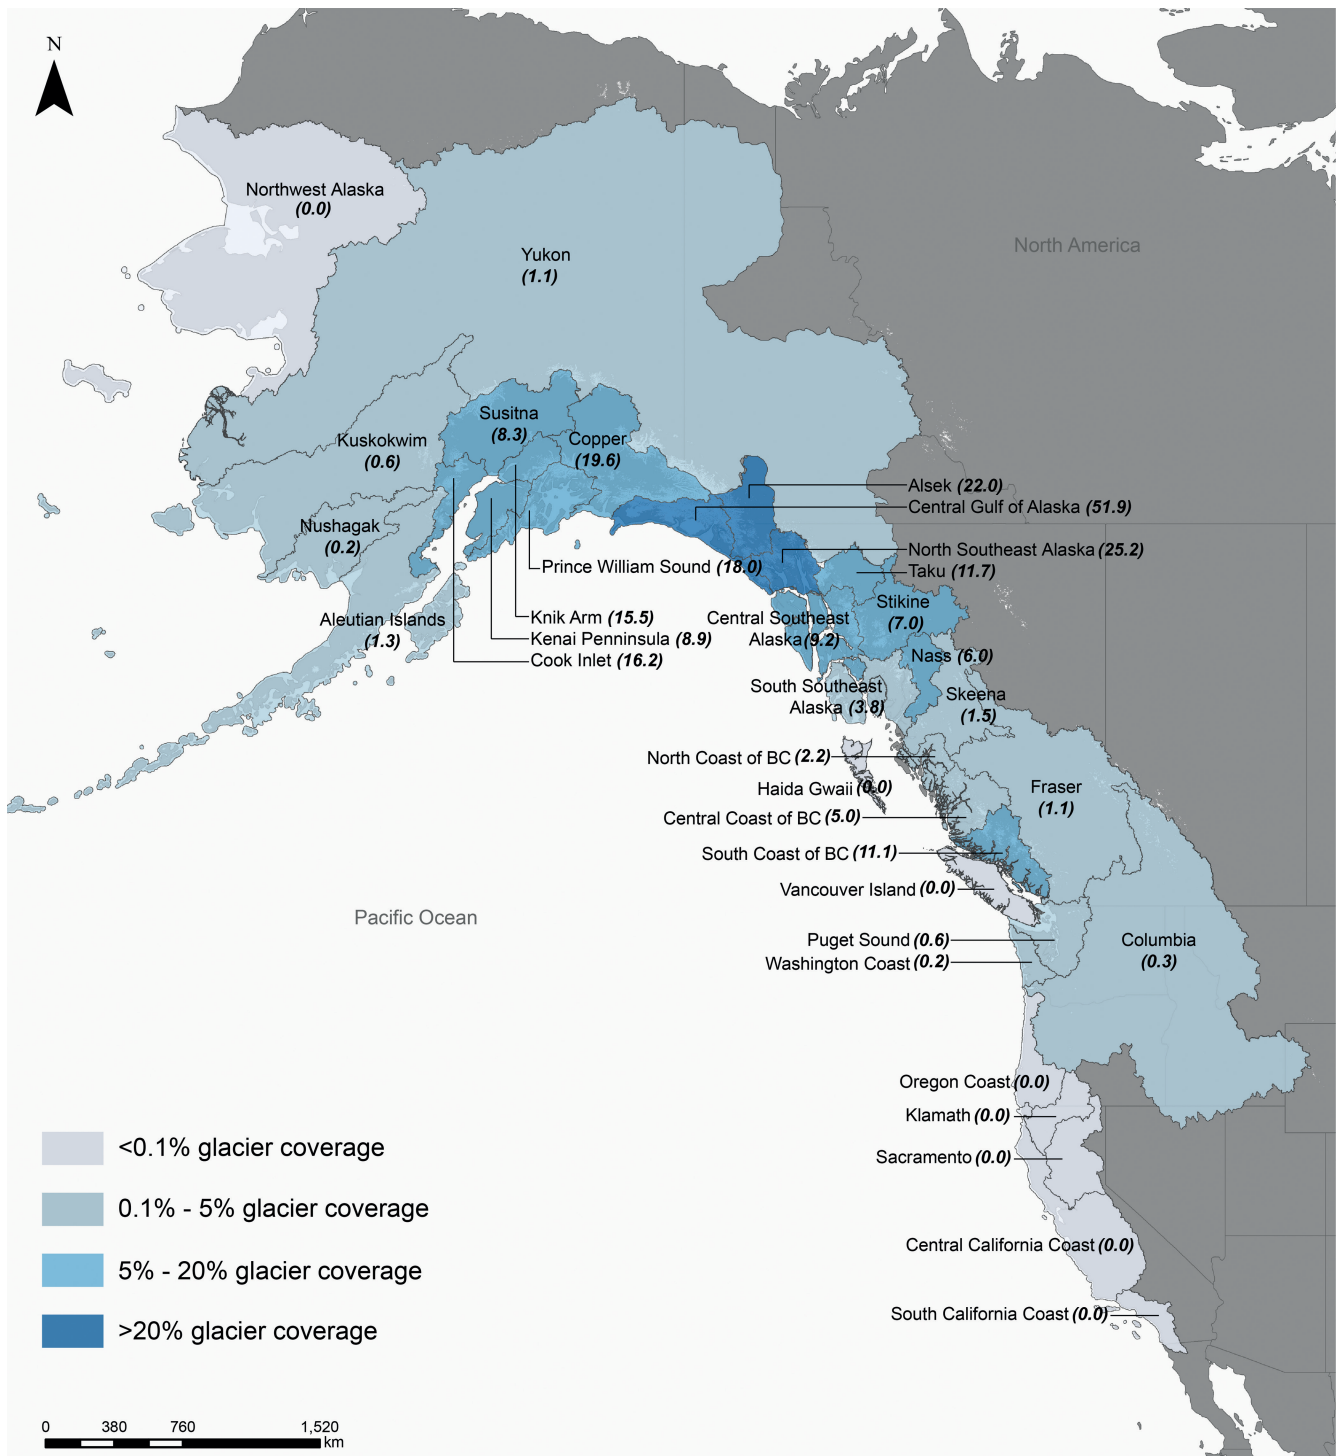 N
Northwest Alaska
(0.0)
North America
Yukon
(1.1)
Susitna
(8.3)
Copper
(19.6)
Kuskokwim
(0.6)
Alsek (22.0)
Central Gulf of Alaska (51.9)
Nushagak
(0.2)
North Southeast Alaska (25.2)
Prince William Sound (18.0)
Taku (11.7)
Stikine
(7.0)
Aleutian Islands
(1.3)
Knik Arm (15.5)
Kenai Penninsula (8.9)
Cook Inlet (16.2)
Central Southeast
Alaska (9.2)
Nass (6.0)
South Southeast
Alaska (3.8)
Skeena
(1.5)
North Coast of BC (2.2)
Haida Gwaii (0.0)
Fraser
(1.1)
Central Coast of BC (5.0)
South Coast of BC (11.1)
Vancouver Island (0.0)
Pacific Ocean
Puget Sound (0.6)
Washington Coast (0.2)
Columbia
(0.3)
Oregon Coast (0.0)
Klamath (0.0)
Sacramento (0.0)
Central California Coast (0.0)
South California Coast (0.0)
<0.1% glacier coverage
0.1% - 5% glacier coverage
5% - 20% glacier coverage
>20% glacier coverage
0 380 760 1,520
km